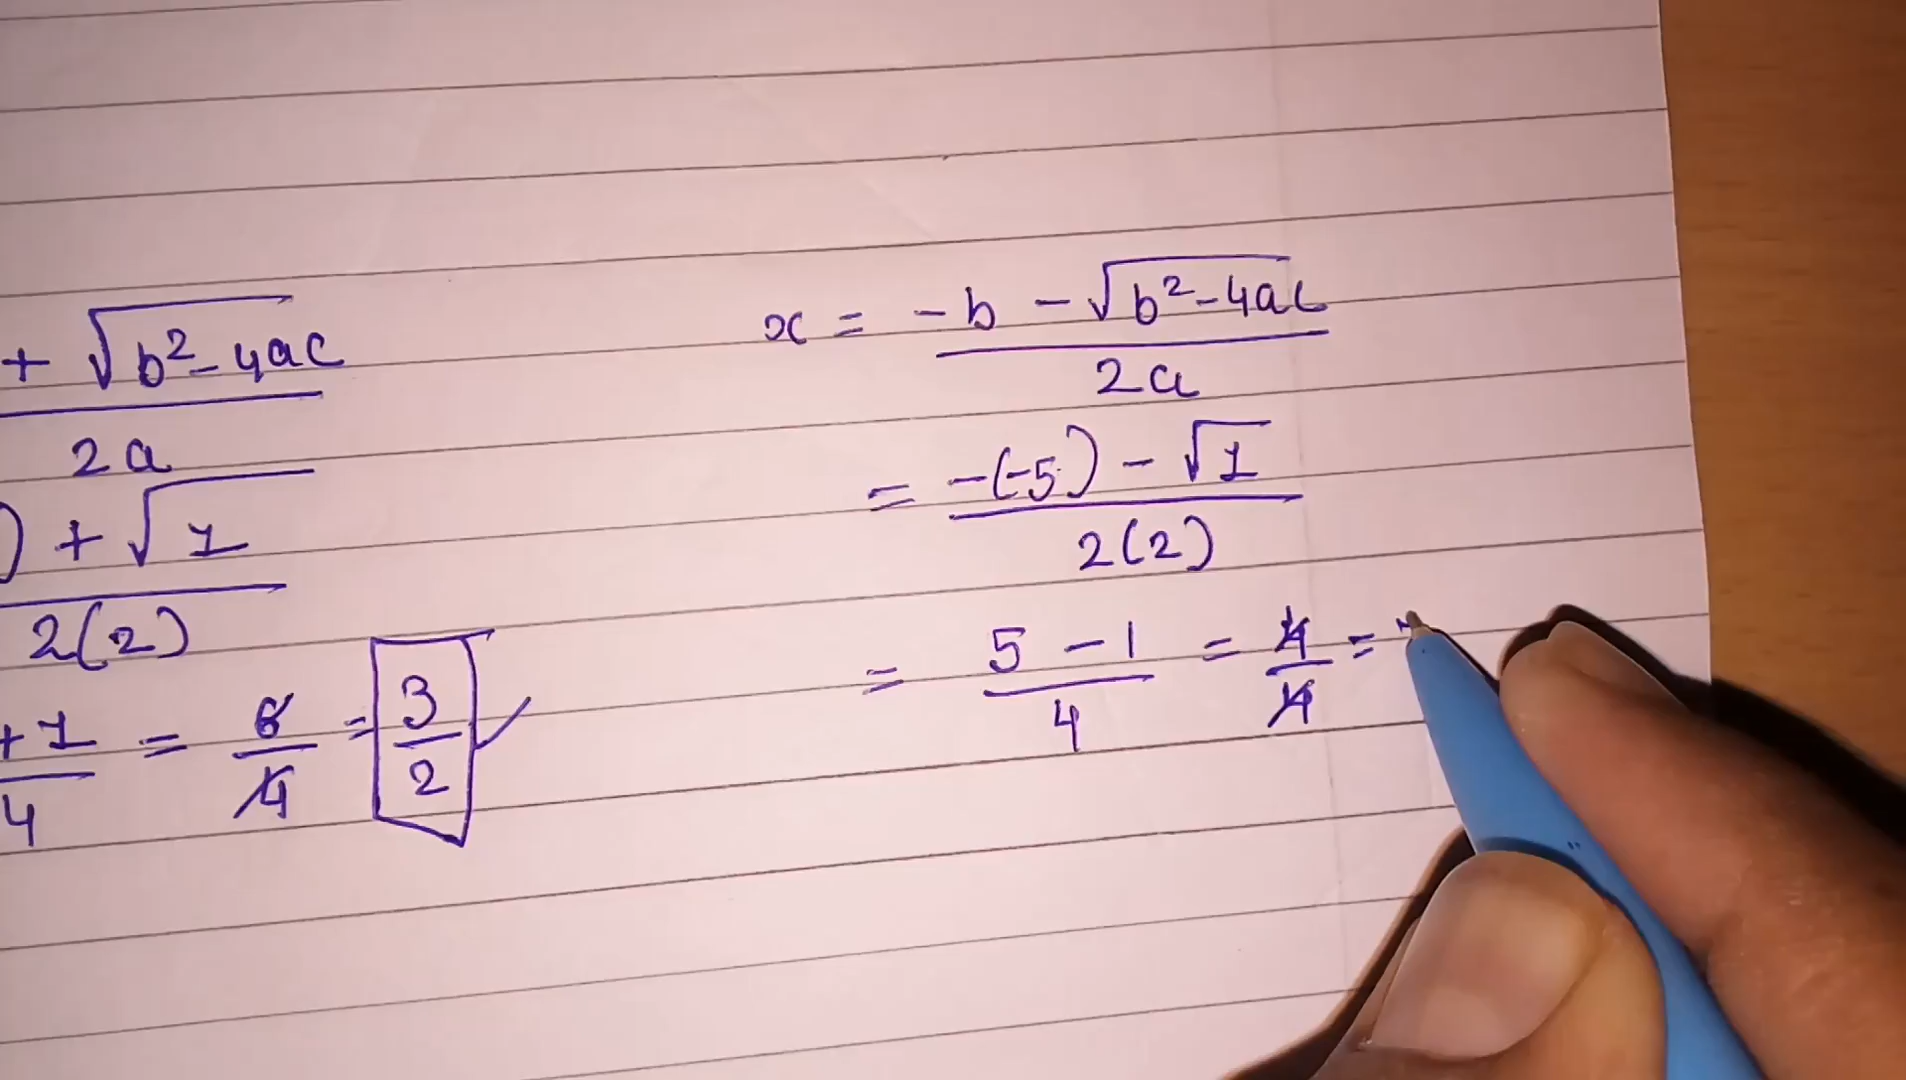 + √b²-4ac
2a
) + √1
2(2)
+1/4 = 6/4 = 3/2
x = -b - √b²-4ac
2a
= -(-5) - √1
2(2)
= 5-1/4 = 4/4 =